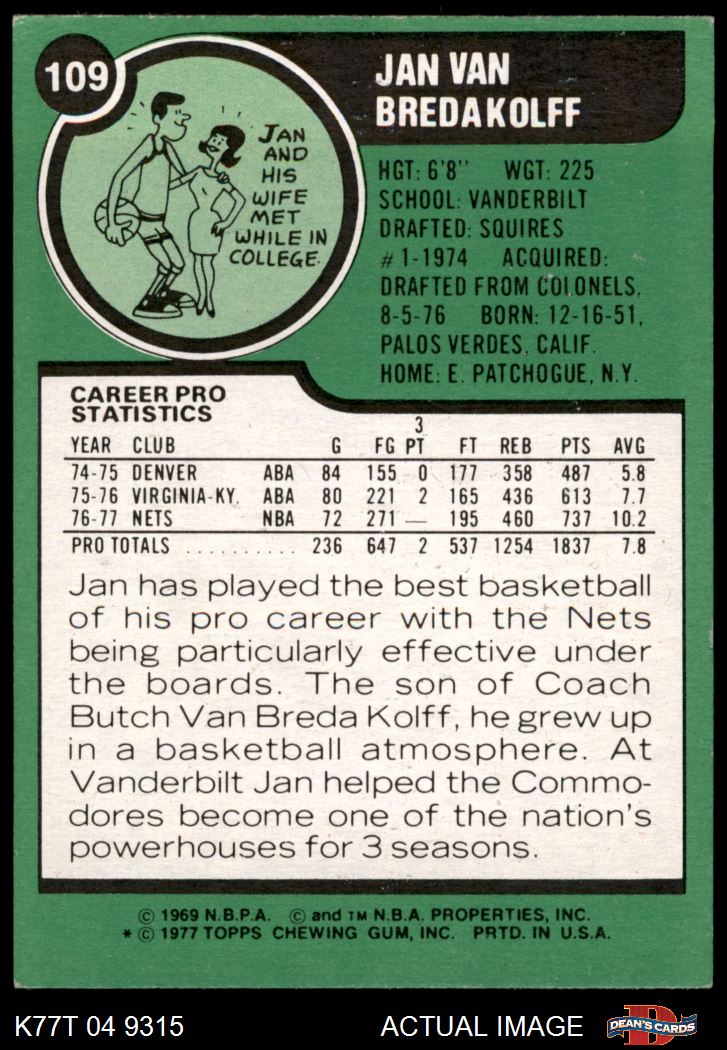 109
JAN VAN
BREDA KOLFF
JAN
AND
HIS
WIFE
MET
WHILE IN
COLLEGE.
HGT: 6'8" WGT: 225
SCHOOL: VANDERBILT
DRAFTED: SQUIRES
#1-1974 ACQUIRED:
DRAFTED FROM COLONELS,
8-5-76 BORN: 12-16-51,
PALOS VERDES, CALIF.
HOME: E. PATCHOGUE, N.Y.
CAREER PRO
STATISTICS
YEAR CLUB G FG 3 PT FT REB PTS AVG
74-75 DENVER ABA 84 155 0 177 358 487 5.8
75-76 VIRGINIA-KY. ABA 80 221 2 165 436 613 7.7
76-77 NETS NBA 72 271 — 195 460 737 10.2
PRO TOTALS .......... 236 647 2 537 1254 1837 7.8
Jan has played the best basketball
of his pro career with the Nets
being particularly effective under
the boards. The son of Coach
Butch Van Breda Kolff, he grew up
in a basketball atmosphere. At
Vanderbilt Jan helped the Commo-
dores become one of the nation's
powerhouses for 3 seasons.
© 1969 N.B.P.A. © and TM N.B.A. PROPERTIES, INC.
* © 1977 TOPPS CHEWING GUM, INC. PRTD. IN U.S.A.
K77T 04 9315 ACTUAL IMAGE D DEAN'S CARDS